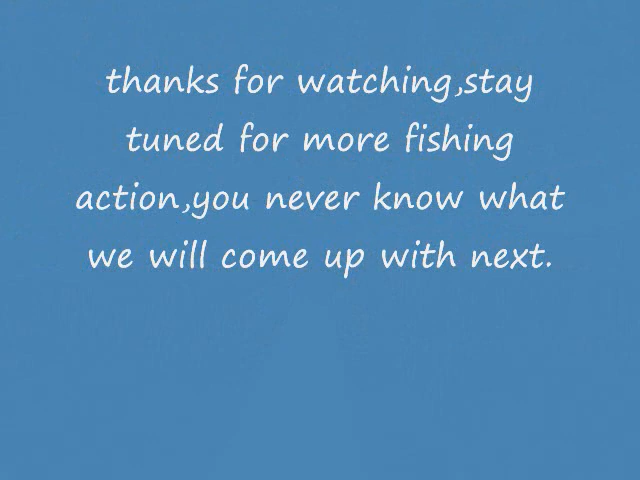 thanks for watching,stay
tuned for more fishing
action,you never know what
we will come up with next.